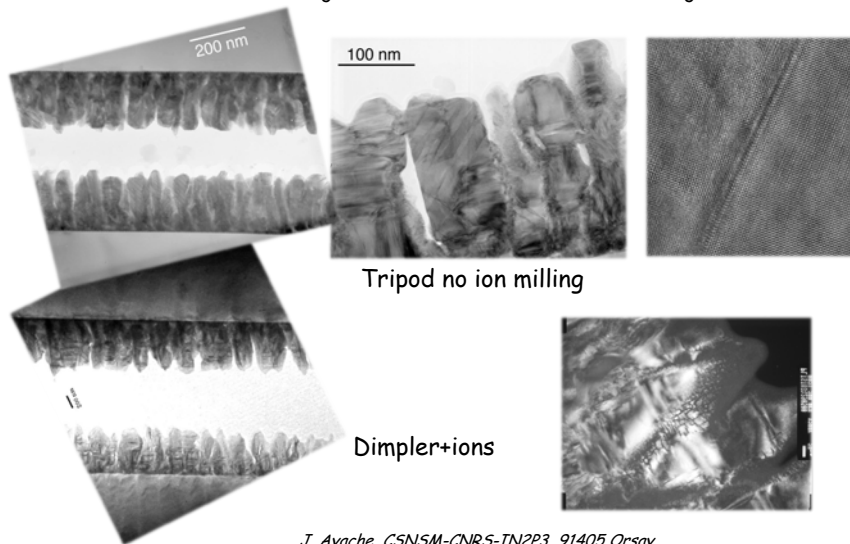 200 nm
100 nm
Tripod no ion milling
Dimpler+ions
J. Ayache, CSNSM-CNRS-IN2P3, 91405 Orsay